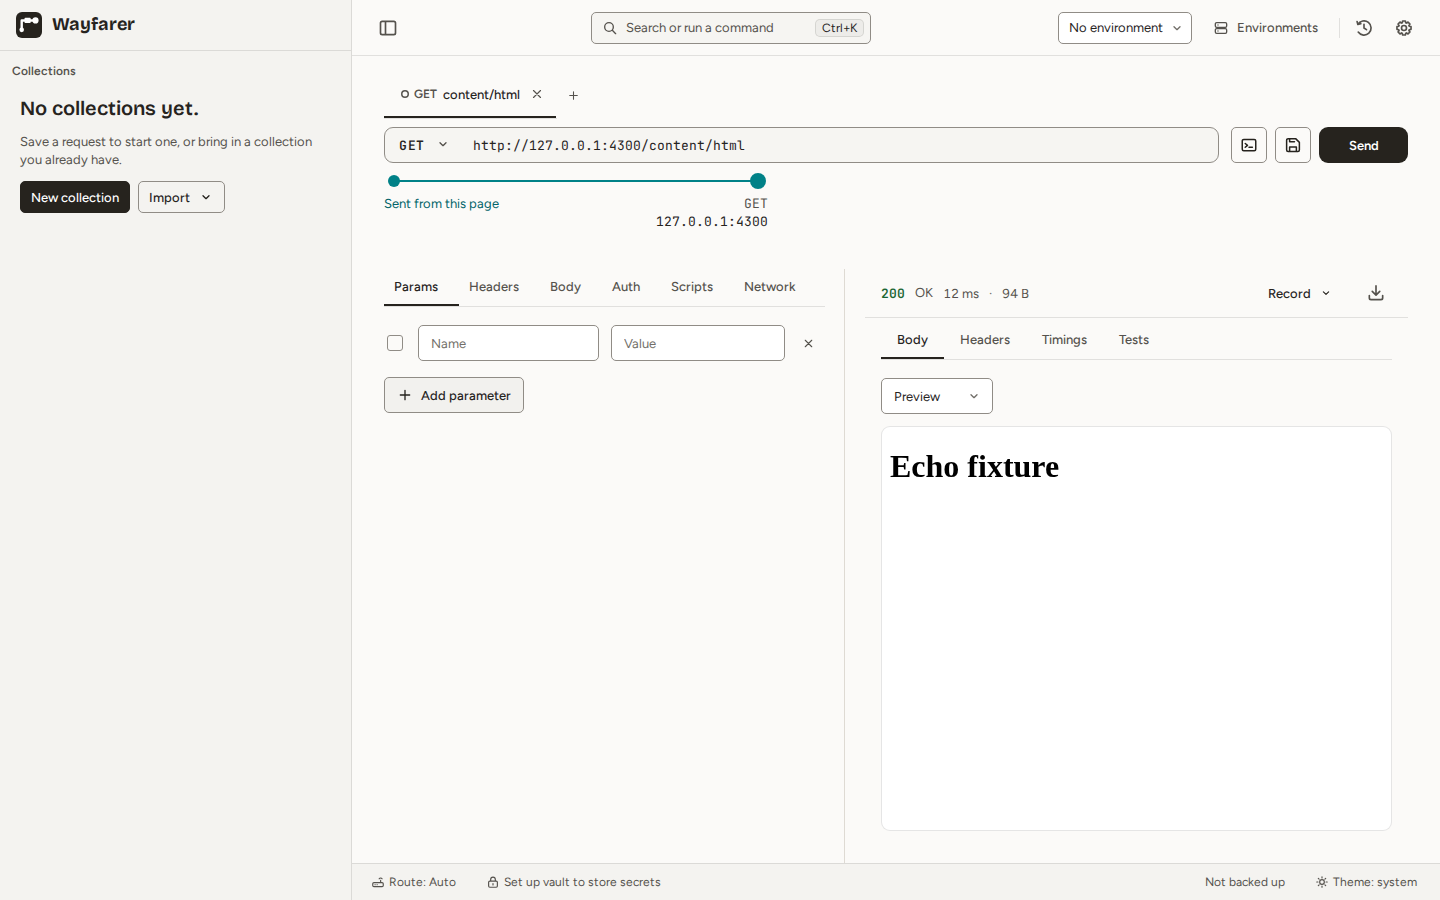 Wayfarer
Search or run a command
Ctrl+K
No environment
Environments
Collections
No collections yet.
Save a request to start one, or bring in a collection
you already have.
New collection
Import
GET content/html
GET
http://127.0.0.1:4300/content/html
Send
Sent from this page
GET
127.0.0.1:4300
Params
Headers
Body
Auth
Scripts
Network
Name
Value
Add parameter
200 OK 12 ms · 94 B
Record
Body
Headers
Timings
Tests
Preview
Echo fixture
Route: Auto
Set up vault to store secrets
Not backed up
Theme: system